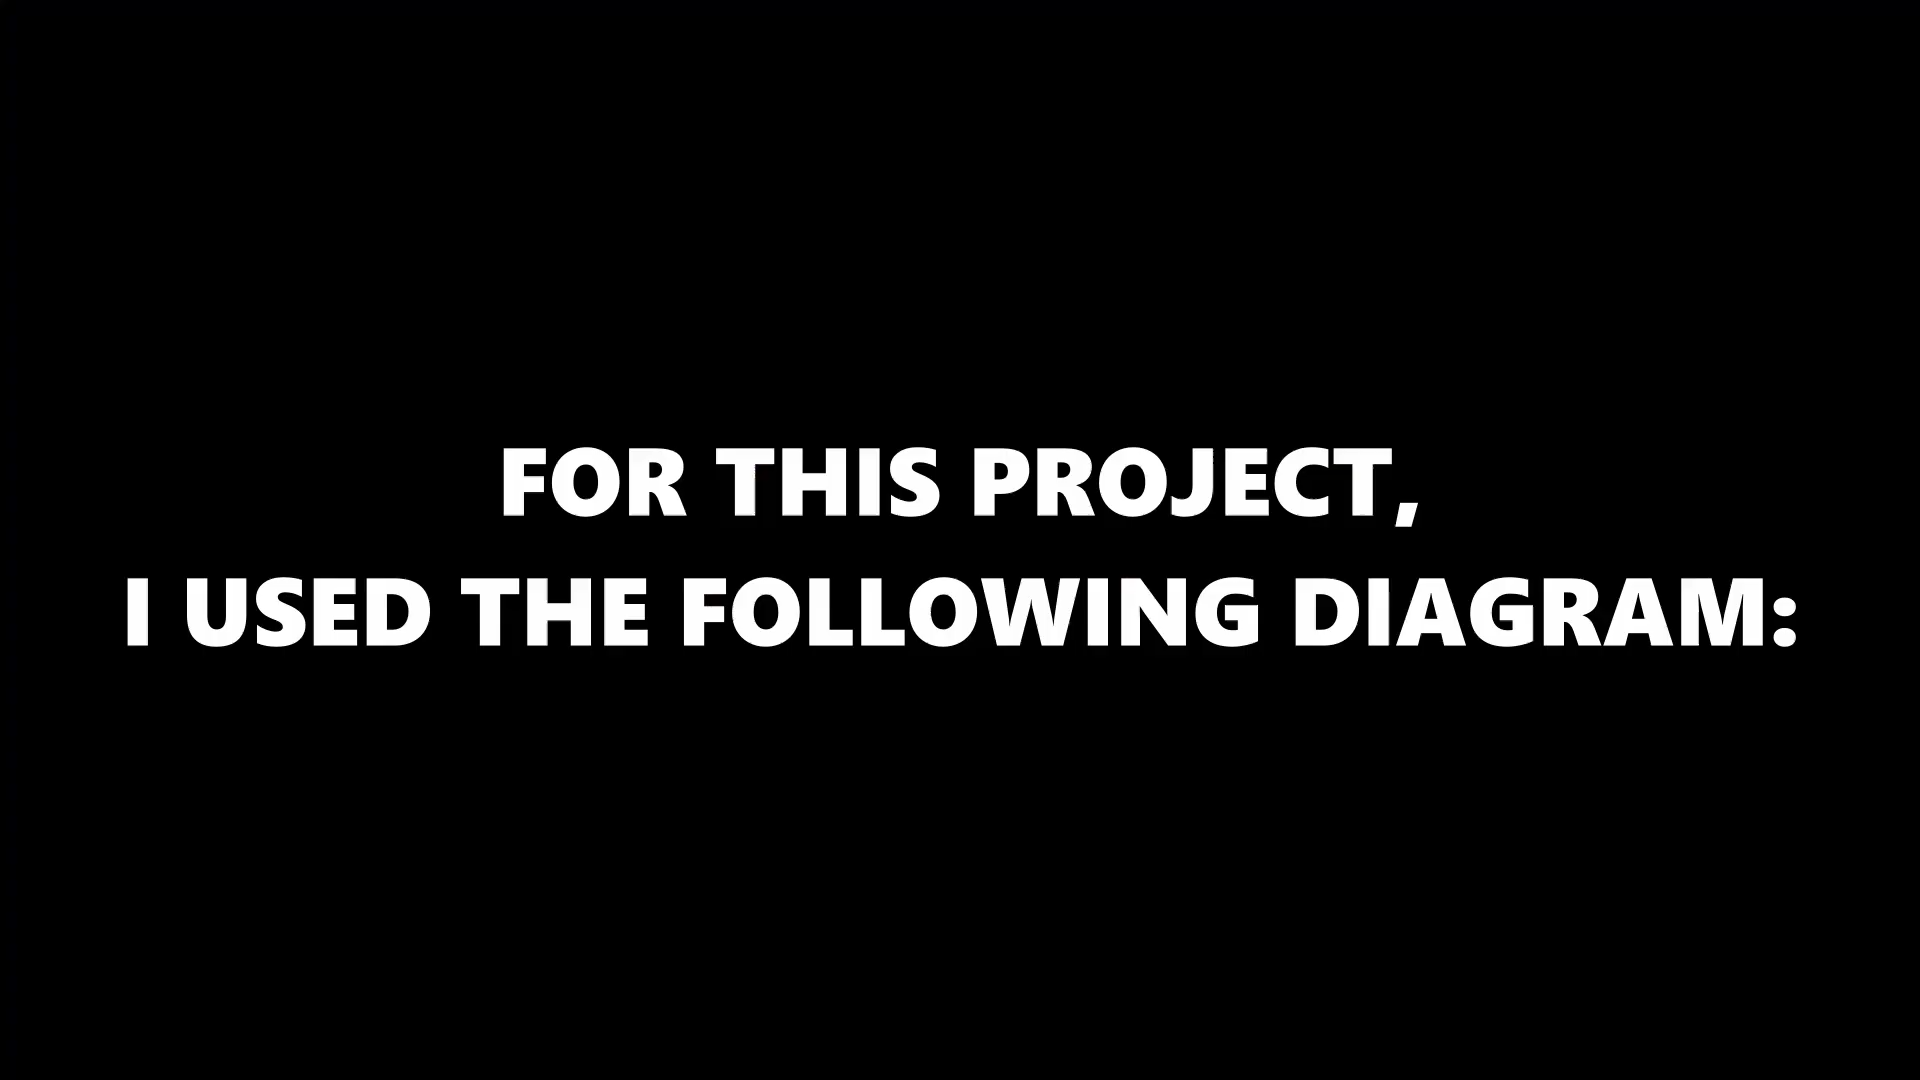 FOR THIS PROJECT,
I USED THE FOLLOWING DIAGRAM: